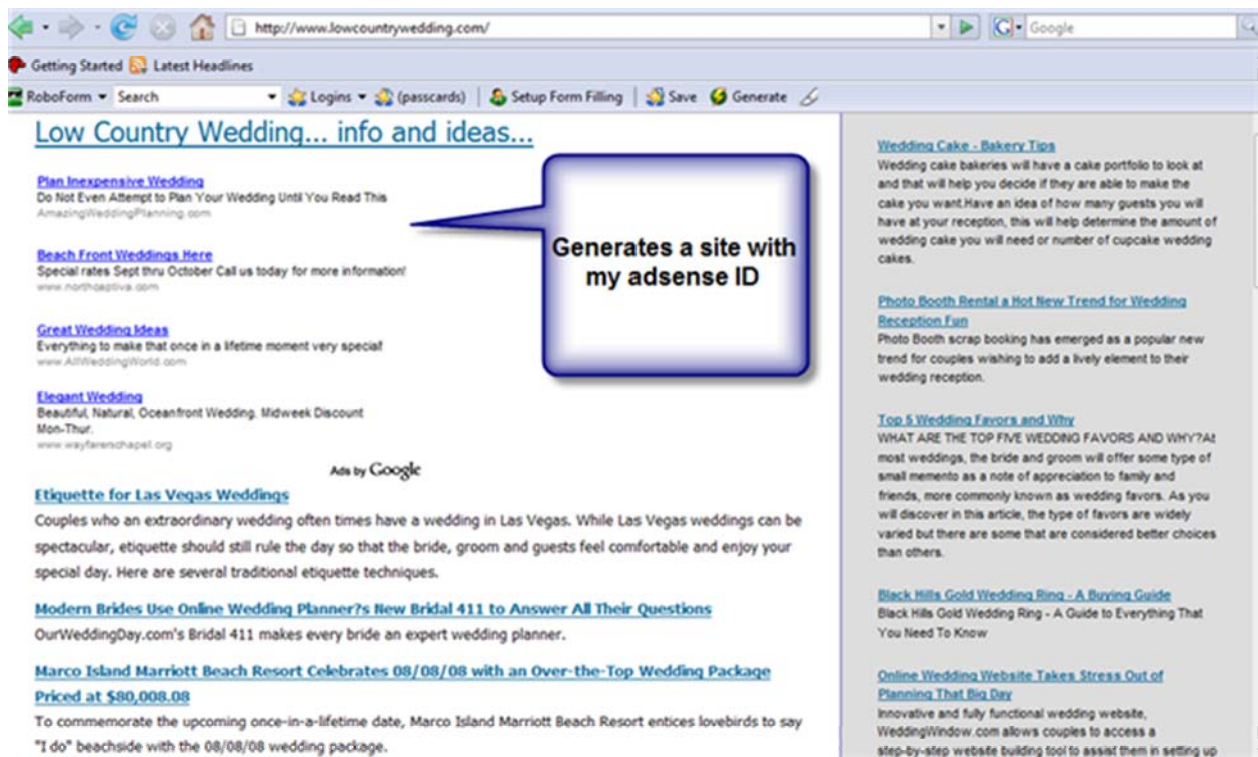 http://www.lowcountrywedding.com/
Google
Getting Started
Latest Headlines
RoboForm
Search
Logins
(passcards)
Setup Form Filling
Save
Generate
Low Country Wedding... info and ideas...
Plan Inexpensive Wedding
Do Not Even Attempt to Plan Your Wedding Until You Read This
AmazingWeddingPlanning.com
Beach Front Weddings Here
Special rates Sept thru October Call us today for more information!
www.northcaptiva.com
Great Wedding Ideas
Everything to make that once in a lifetime moment very special!
www.AllWeddingWorld.com
Elegant Wedding
Beautiful, Natural, Oceanfront Wedding. Midweek Discount
Mon-Thur.
www.wayfarerschapel.org
Ads by Google
Generates a site with
my adsense ID
Etiquette for Las Vegas Weddings
Couples who an extraordinary wedding often times have a wedding in Las Vegas. While Las Vegas weddings can be
spectacular, etiquette should still rule the day so that the bride, groom and guests feel comfortable and enjoy your
special day. Here are several traditional etiquette techniques.
Modern Brides Use Online Wedding Planner?s New Bridal 411 to Answer All Their Questions
OurWeddingDay.com's Bridal 411 makes every bride an expert wedding planner.
Marco Island Marriott Beach Resort Celebrates 08/08/08 with an Over-the-Top Wedding Package
Priced at $80,008.08
To commemorate the upcoming once-in-a-lifetime date, Marco Island Marriott Beach Resort entices lovebirds to say
"I do" beachside with the 08/08/08 wedding package.
Wedding Cake - Bakery Tips
Wedding cake bakeries will have a cake portfolio to look at
and that will help you decide if they are able to make the
cake you want.Have an idea of how many guests you will
have at your reception, this will help determine the amount of
wedding cake you will need or number of cupcake wedding
cakes.
Photo Booth Rental a Hot New Trend for Wedding
Reception Fun
Photo Booth scrap booking has emerged as a popular new
trend for couples wishing to add a lively element to their
wedding reception.
Top 5 Wedding Favors and Why
WHAT ARE THE TOP FIVE WEDDING FAVORS AND WHY?At
most weddings, the bride and groom will offer some type of
small memento as a note of appreciation to family and
friends, more commonly known as wedding favors. As you
will discover in this article, the type of favors are widely
varied but there are some that are considered better choices
than others.
Black Hills Gold Wedding Ring - A Buying Guide
Black Hills Gold Wedding Ring - A Guide to Everything That
You Need To Know
Online Wedding Website Takes Stress Out of
Planning That Big Day
Innovative and fully functional wedding website,
WeddingWindow.com allows couples to access a
step-by-step website building tool to assist them in setting up